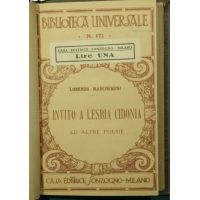 BIBLIOTECA UNIVERSALE
N. 171
CASA EDITRICE SONZOGNO - MILANO
Lire UNA
LORENZO MASCHERONI
INVITO A LESBIA CIDONIA
ED ALTRE POESIE
CASA EDITRICE SONZOGNO-MILANO